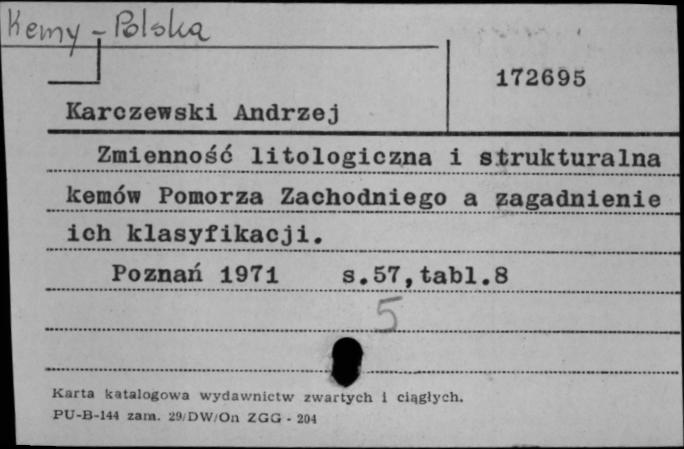 Kemy - Polska
172695
Karczewski Andrzej
Zmienność litologiczna i strukturalna
kemów Pomorza Zachodniego a zagadnienie
ich klasyfikacji.
Poznań 1971 s.57,tabl.8
5
Karta katalogowa wydawnictw zwartych i ciągłych.
PU-B-144 zam. 29/DW/On ZGG - 204